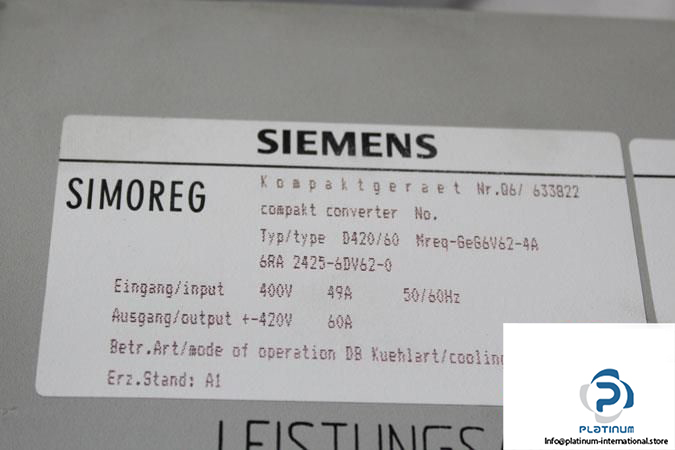 SIEMENS
SIMOREG
Kompaktgeraet Nr.Q6/ 633822
compakt converter No.
Typ/type D420/60 Mreq-GeG6V62-4A
6RA 2425-6DV62-0
Eingang/input 400V 49A 50/60Hz
Ausgang/output +-420V 60A
Betr.Art/mode of operation DB Kuehlart/cooling
Erz.Stand: A1
PLATINUM
Info@platinum-international.store